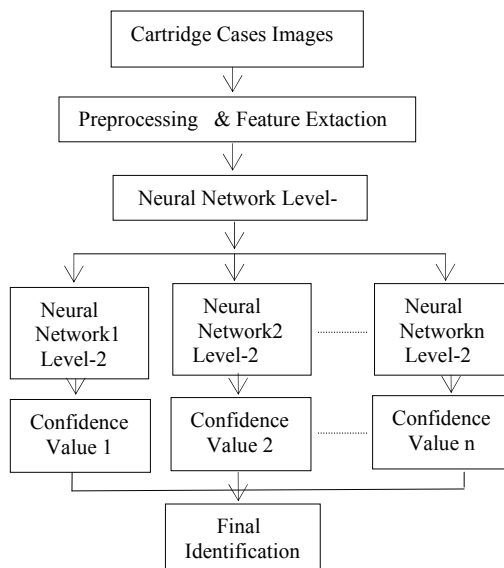 Cartridge Cases Images
Preprocessing & Feature Extaction
Neural Network Level-
Neural
Network1
Level-2
Neural
Network2
Level-2
Neural
Networkn
Level-2
Confidence
Value 1
Confidence
Value 2
Confidence
Value n
Final
Identification